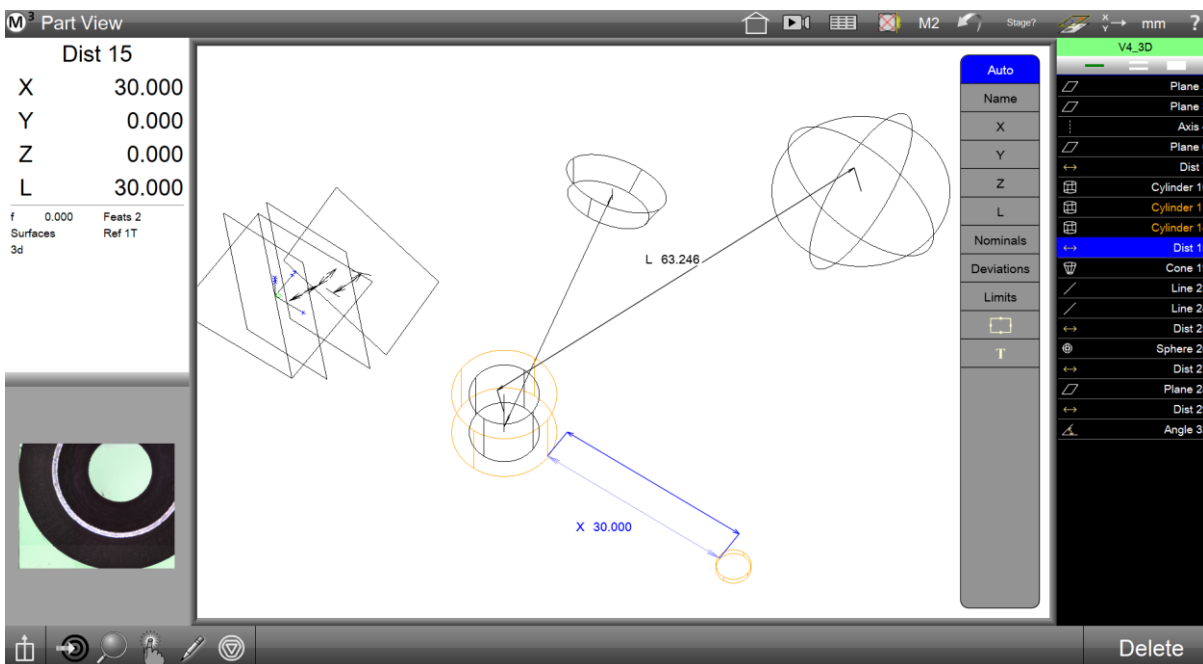 M3 Part View
M2
Stage?
X
Y
mm
?
Dist 15
X 30.000
Y 0.000
Z 0.000
L 30.000
f 0.000 Feats 2
Surfaces Ref 1T
3d
L 63.246
X 30.000
Auto
Name
X
Y
Z
L
Nominals
Deviations
Limits
T
V4_3D
Plane
Plane
Axis
Plane
Dist
Cylinder 1
Cylinder 1
Cylinder 1
Dist 1
Cone 1
Line 2
Line 2
Dist 2
Sphere 2
Dist 2
Plane 2
Dist 2
Angle 3
Delete